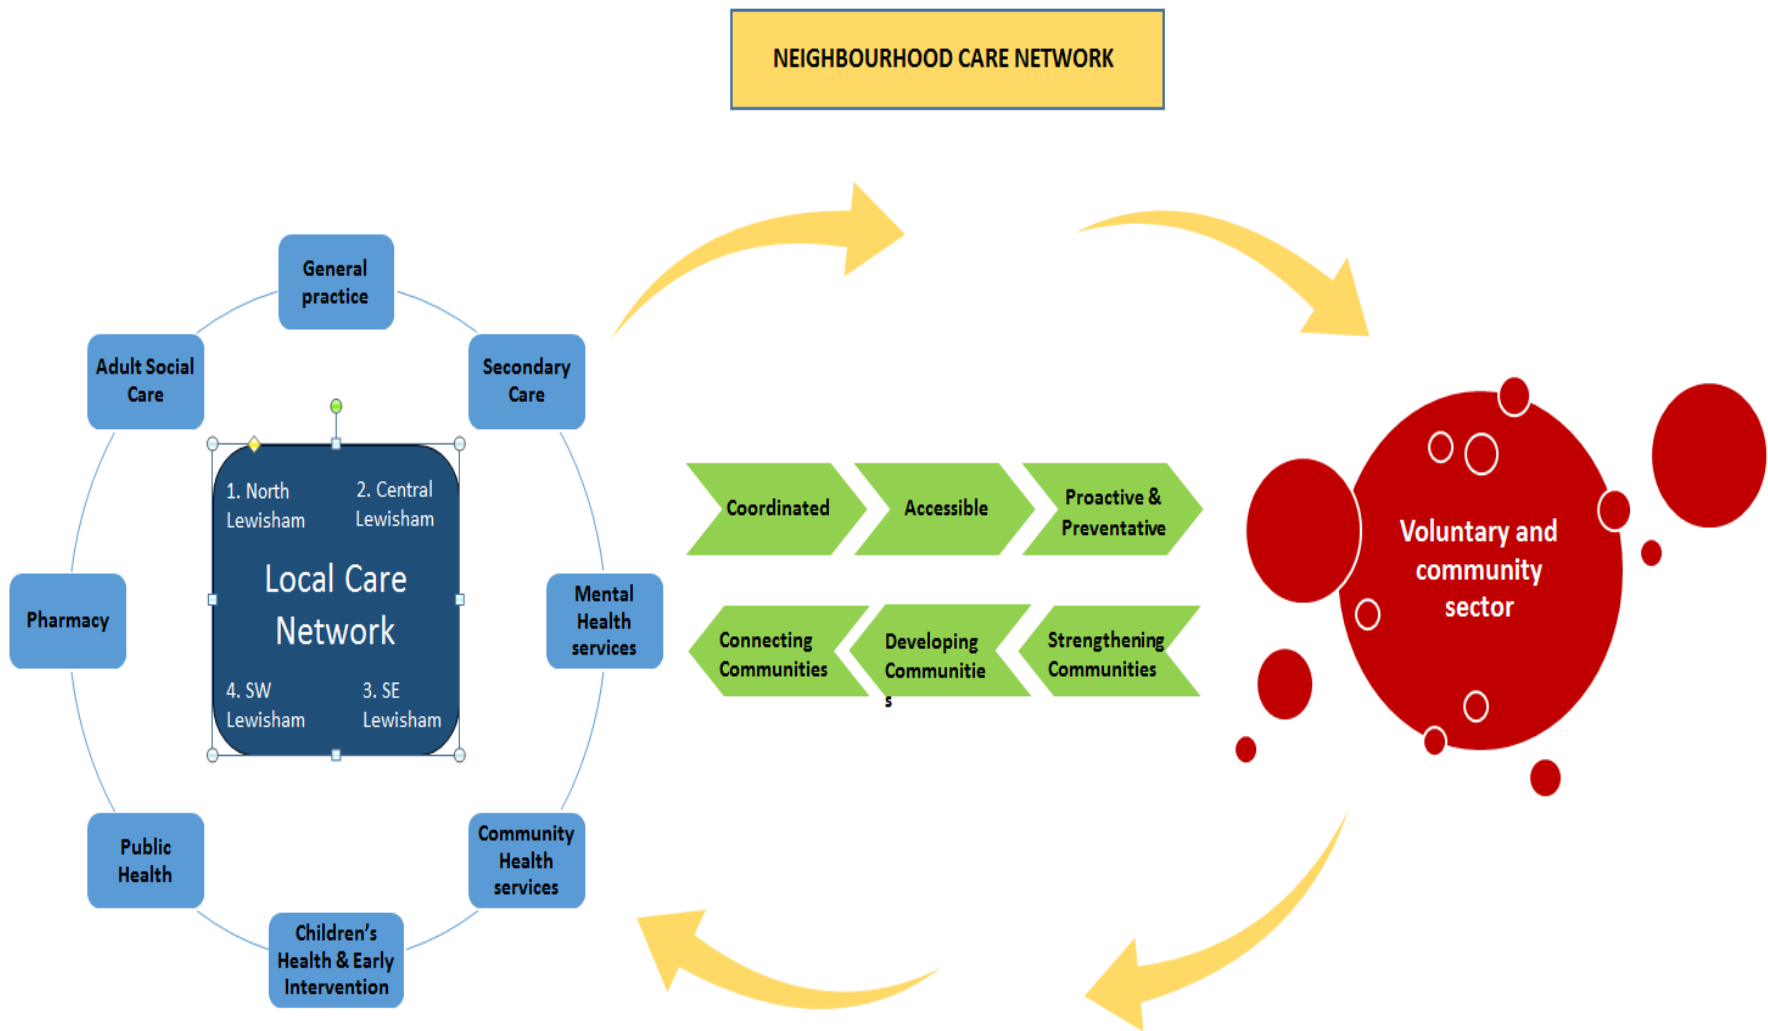 NEIGHBOURHOOD CARE NETWORK
General
practice
Adult Social
Care
Secondary
Care
1. North
Lewisham
2. Central
Lewisham
Local Care
Network
4. SW
Lewisham
3. SE
Lewisham
Pharmacy
Mental
Health
services
Public
Health
Community
Health
services
Children's
Health & Early
Intervention
Coordinated
Accessible
Proactive &
Preventative
Connecting
Communities
Developing
Communitie
s
Strengthening
Communities
Voluntary and
community
sector